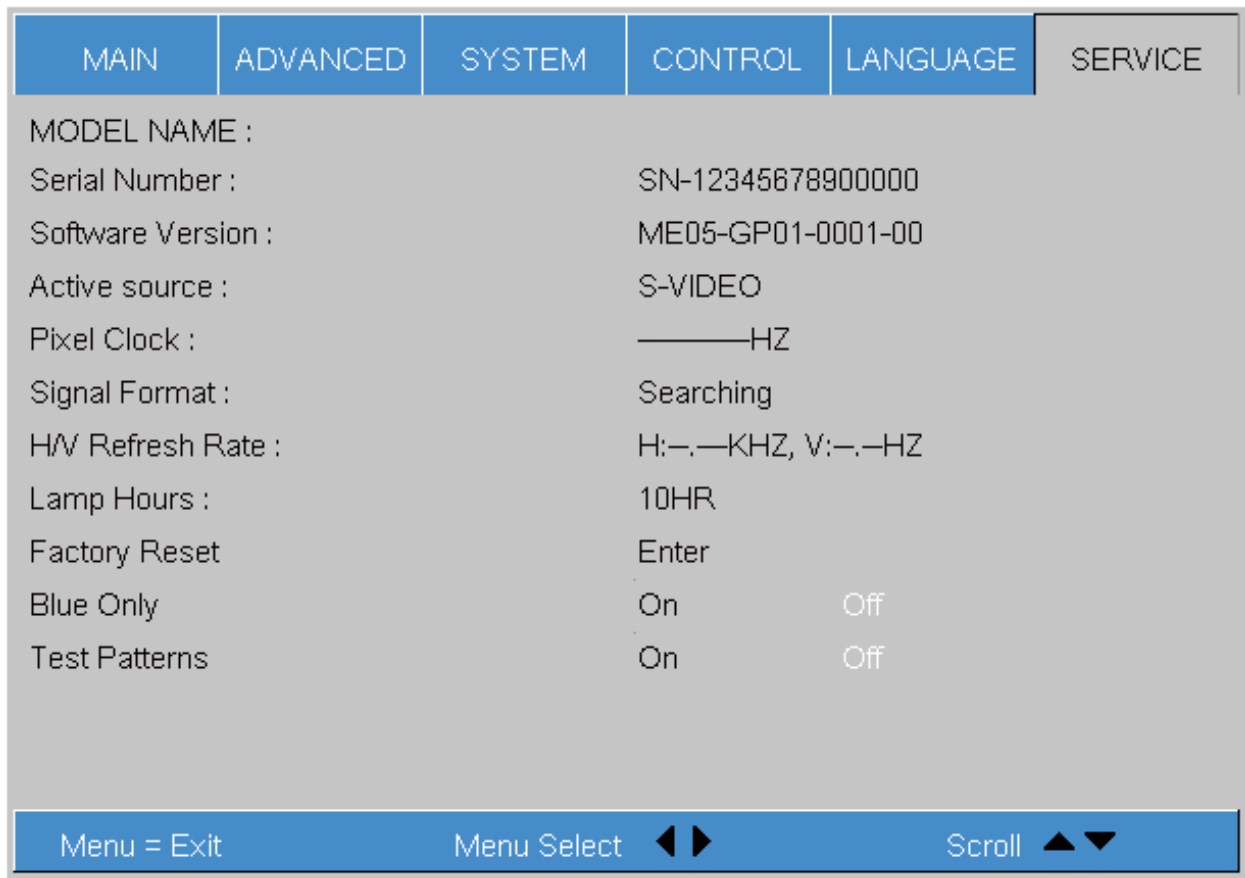 MAIN ADVANCED SYSTEM CONTROL LANGUAGE SERVICE
MODEL NAME :
Serial Number : SN-12345678900000
Software Version : ME05-GP01-0001-00
Active source : S-VIDEO
Pixel Clock : ————HZ
Signal Format : Searching
H/V Refresh Rate : H:–.—KHZ, V:–.–HZ
Lamp Hours : 10HR
Factory Reset Enter
Blue Only On Off
Test Patterns On Off
Menu = Exit Menu Select ◀ ▶ Scroll ▲ ▼